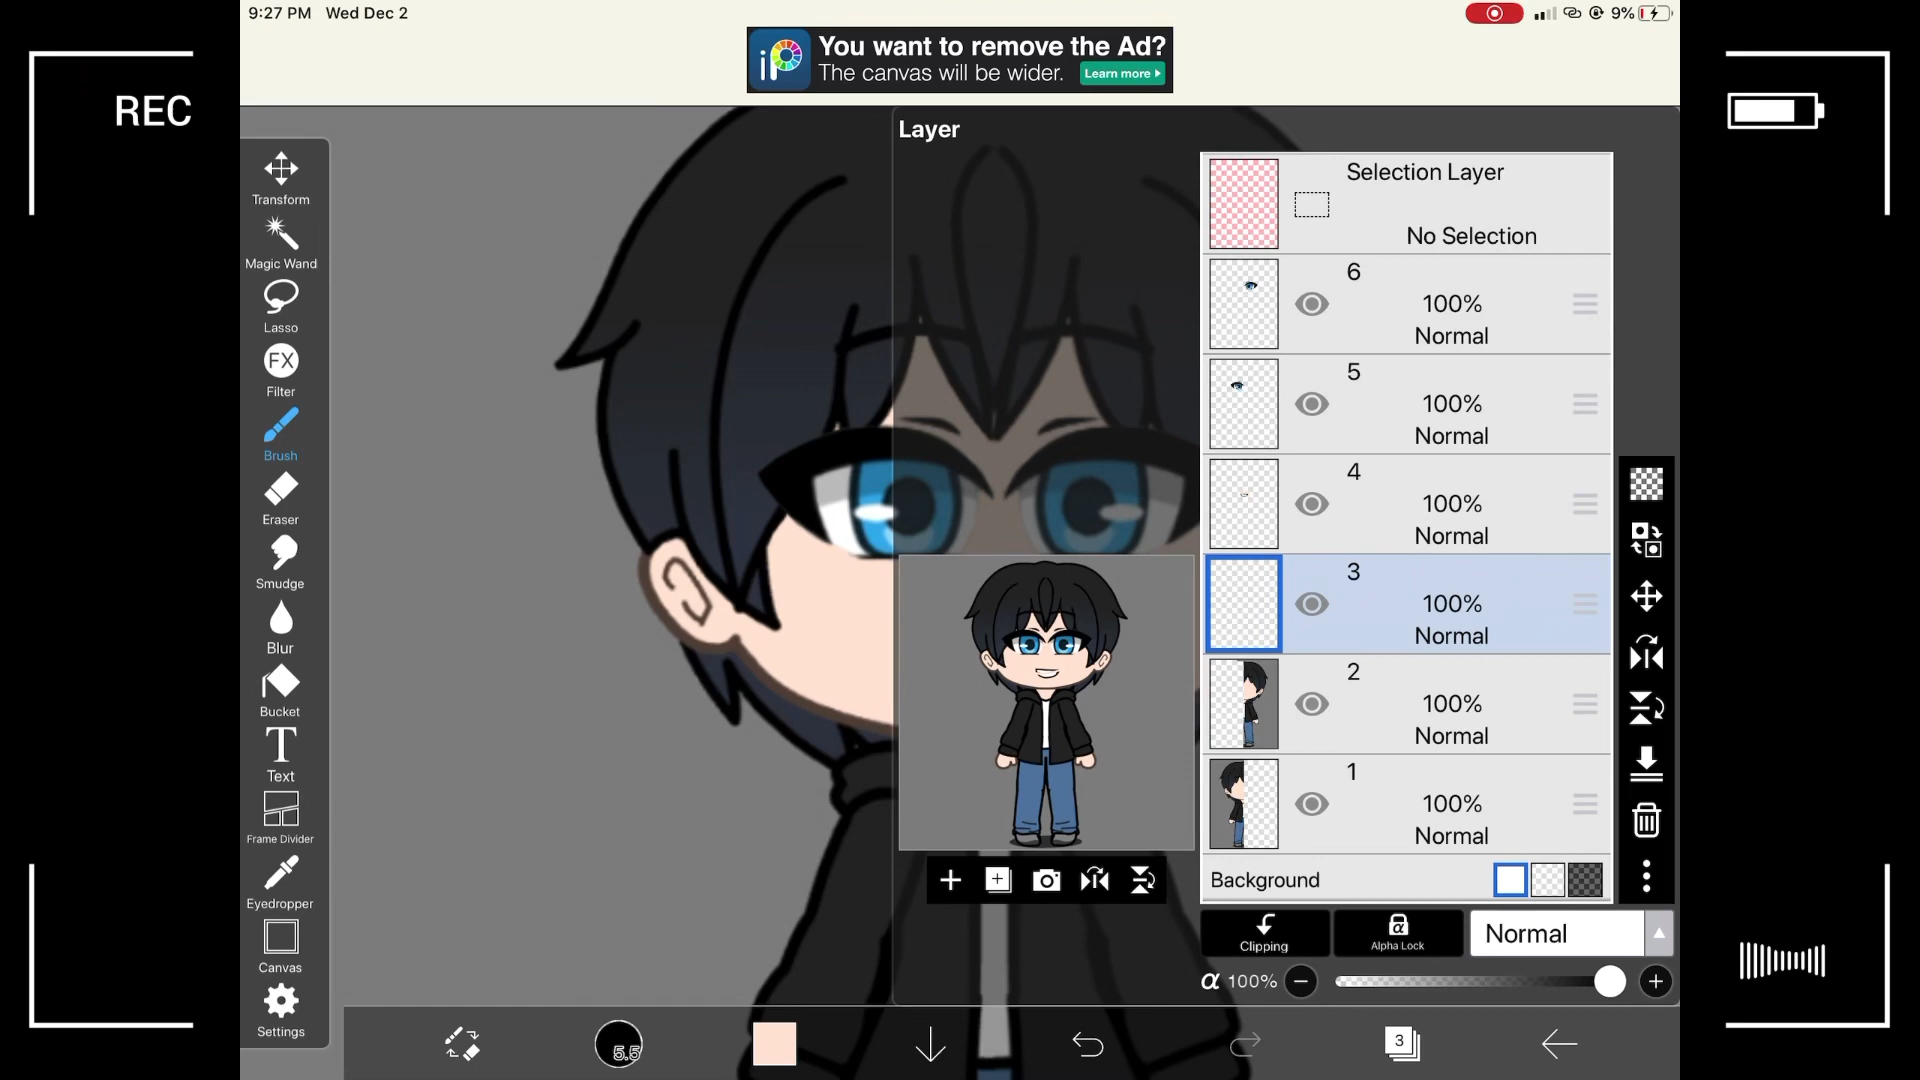 9:27 PM Wed Dec 2
9%
You want to remove the Ad?
The canvas will be wider.
Learn more
iP
REC
Layer
Transform
Magic Wand
Lasso
FX
Filter
Brush
Eraser
Smudge
Blur
Bucket
T
Text
Frame Divider
Eyedropper
Canvas
Settings
Selection Layer
No Selection
6
100%
Normal
5
100%
Normal
4
100%
Normal
3
100%
Normal
2
100%
Normal
1
100%
Normal
Background
Clipping
α
Alpha Lock
Normal
α 100%
5.5
3